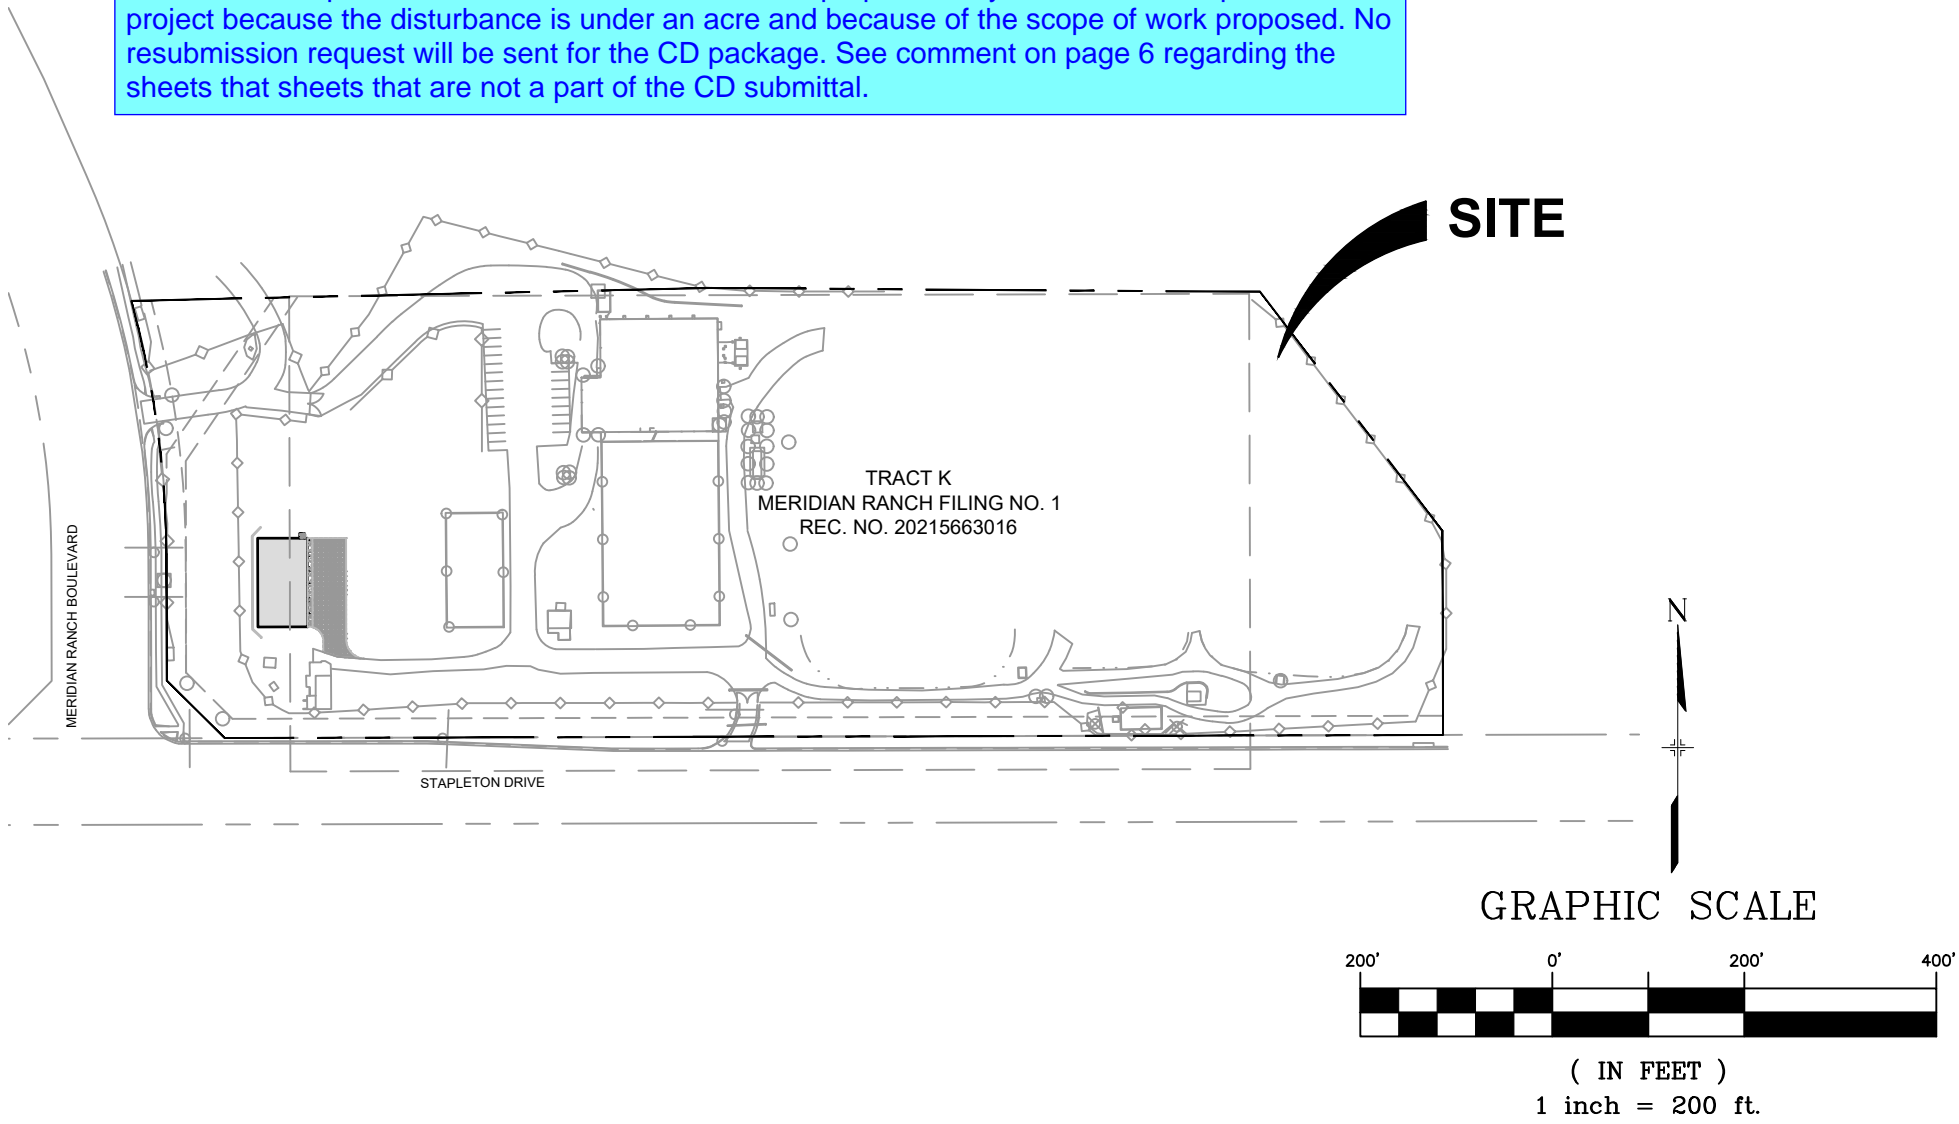 project because the disturbance is under an acre and because of the scope of work proposed. No
resubmission request will be sent for the CD package. See comment on page 6 regarding the
sheets that sheets that are not a part of the CD submittal.
SITE
TRACT K
MERIDIAN RANCH FILING NO. 1
REC. NO. 20215663016
MERIDIAN RANCH BOULEVARD
STAPLETON DRIVE
N
GRAPHIC SCALE
200' 0' 200' 400'
( IN FEET )
1 inch = 200 ft.